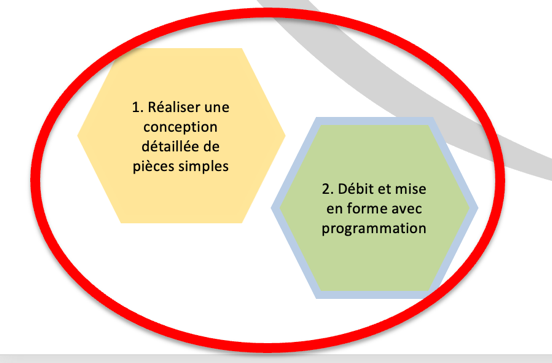 1. Réaliser une
conception
détaillée de
pièces simples
2. Débit et mise
en forme avec
programmation